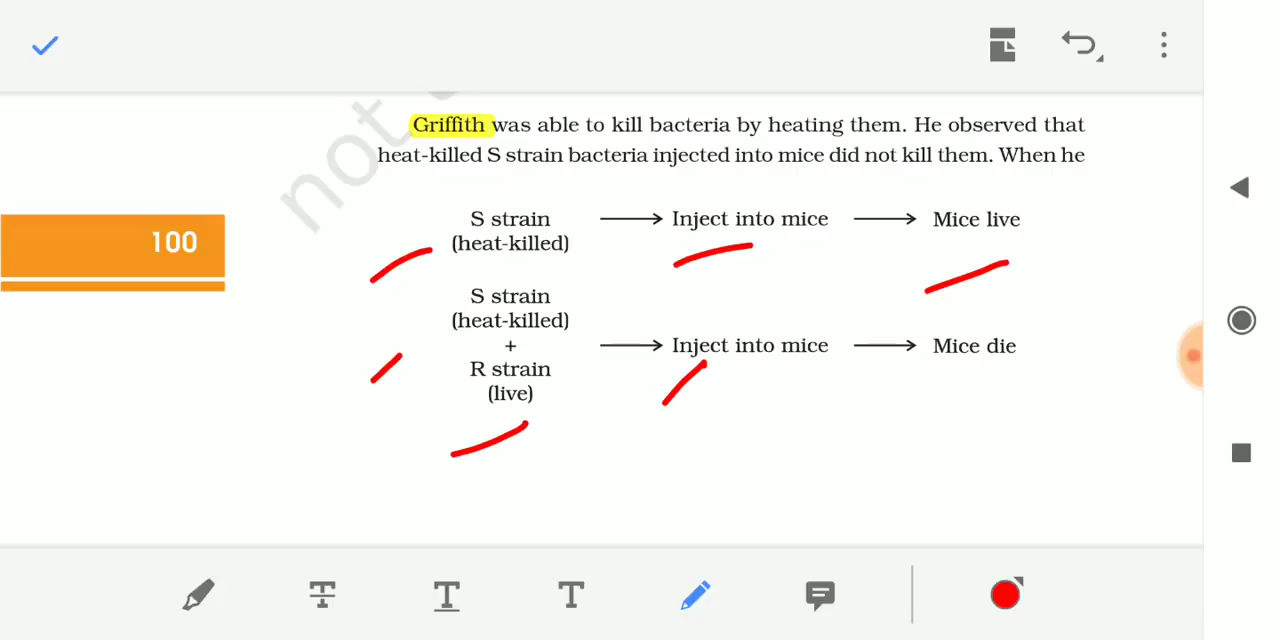 not
Griffith was able to kill bacteria by heating them. He observed that
heat-killed S strain bacteria injected into mice did not kill them. When he
100
S strain
(heat-killed)
Inject into mice
Mice live
S strain
(heat-killed)
+
R strain
(live)
Inject into mice
Mice die
T
T
T